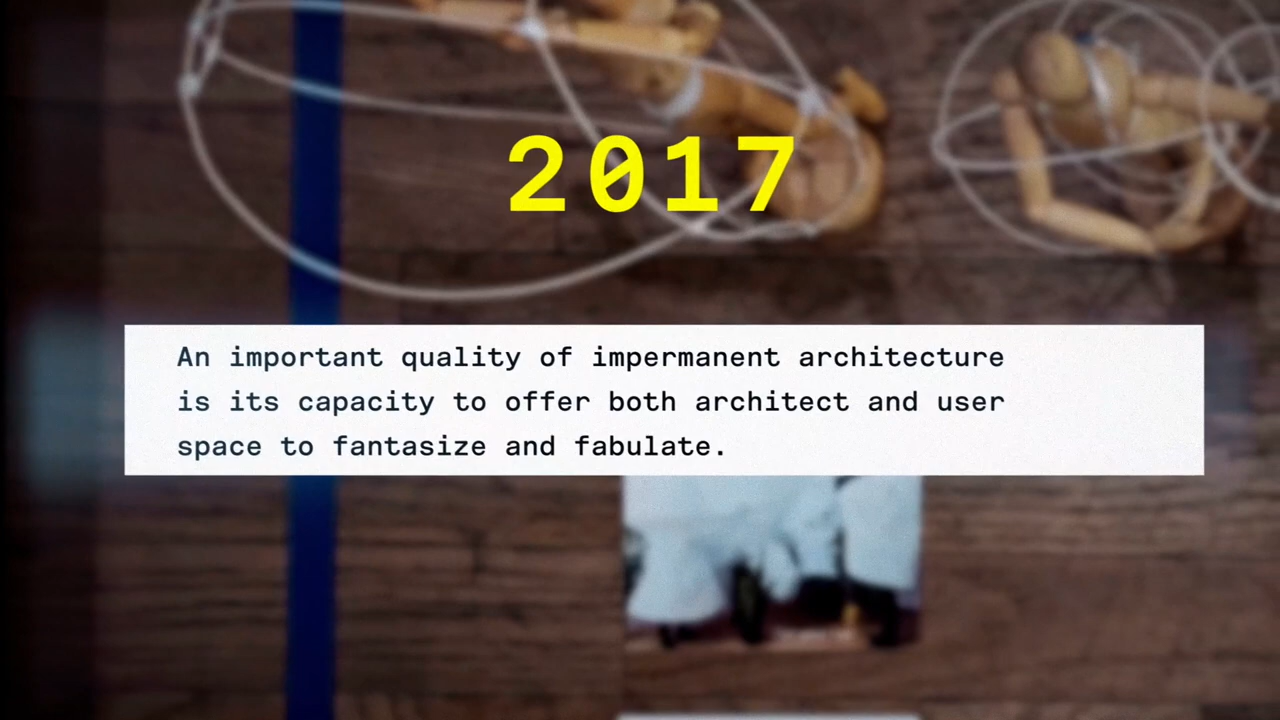 2017
An important quality of impermanent architecture
is its capacity to offer both architect and user
space to fantasize and fabulate.